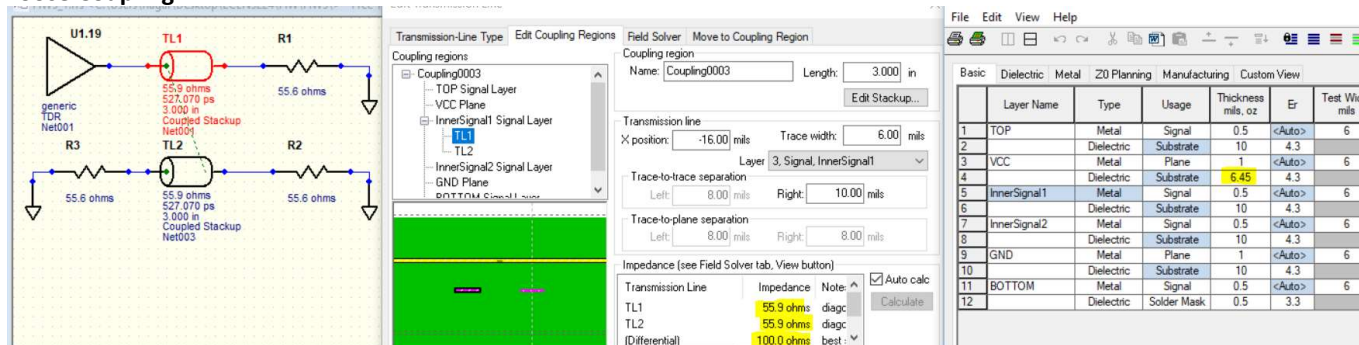 U1.19
TL1
R1
55.9 ohms
527.070 ps
3.000 in
Coupled Stackup
Net001
55.6 ohms
generic
TDR
Net001
R3
TL2
R2
55.6 ohms
55.9 ohms
527.070 ps
3.000 in
Coupled Stackup
Net003
55.6 ohms
Transmission-Line Type
Edit Coupling Regions
Field Solver
Move to Coupling Region
Coupling regions
Coupling0003
TOP Signal Layer
VCC Plane
InnerSignal1 Signal Layer
TL1
TL2
InnerSignal2 Signal Layer
GND Plane
BOTTOM Signal Layer
Coupling region
Name: Coupling0003 Length: 3.000 in
Edit Stackup...
Transmission line
X position: -16.00 mils Trace width: 6.00 mils
Layer 3, Signal, InnerSignal1
Trace-to-trace separation
Left: 8.00 mils Right: 10.00 mils
Trace-to-plane separation
Left: 8.00 mils Right: 8.00 mils
Impedance (see Field Solver tab, View button)
Auto calc
Calculate
Transmission Line Impedance Note:
TL1 55.9 ohms diagc
TL2 55.9 ohms diagc
(Differential) 100.0 ohms best :
File Edit View Help
Basic Dielectric Metal Z0 Planning Manufacturing Custom View
Layer Name Type Usage Thickness mils, oz Er Test Wid mils
1 TOP Metal Signal 0.5 <Auto> 6
2 Dielectric Substrate 10 4.3
3 VCC Metal Plane 1 <Auto> 6
4 Dielectric Substrate 6.45 4.3
5 InnerSignal1 Metal Signal 0.5 <Auto> 6
6 Dielectric Substrate 10 4.3
7 InnerSignal2 Metal Signal 0.5 <Auto> 6
8 Dielectric Substrate 10 4.3
9 GND Metal Plane 1 <Auto> 6
10 Dielectric Substrate 10 4.3
11 BOTTOM Metal Signal 0.5 <Auto> 6
12 Dielectric Solder Mask 0.5 3.3